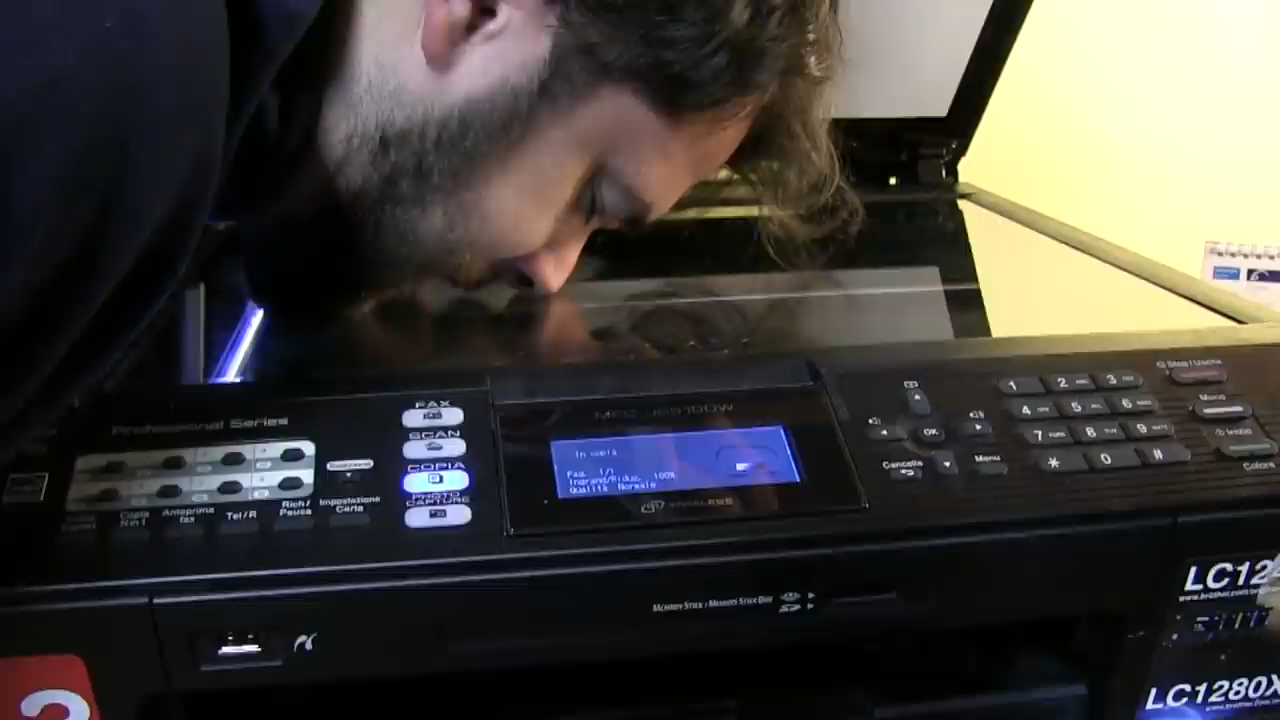 Professional Series
FAX
SCAN
COPIA
PHOTO
CAPTURE
Copia
N in 1
Anteprima
fax
Tel/R
Risel/
Pausa
Impostazione
Carta
In copia
Pag. 1/1
Ingrand/Riduz. 100%
Qualità Normale
WIRELESS
OK
Cancella
Menu
1
2
3
4
5
6
7
8
9
*
0
#
Stop/Uscita
Mono
Inizio
Colore
Memory Stick / Memory Stick Duo
LC12
LC1280X